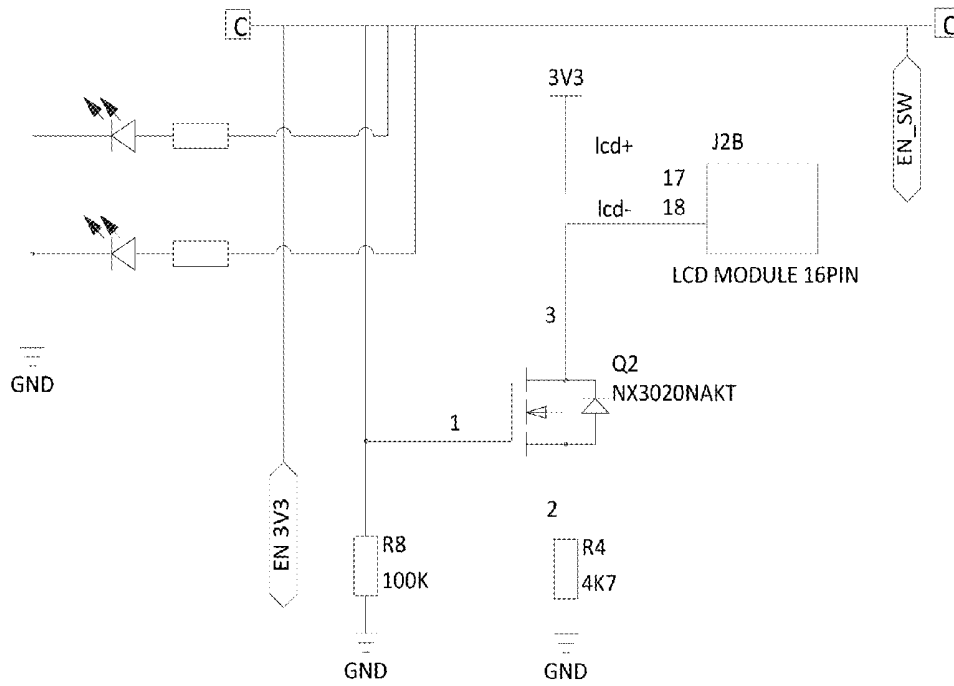 C
C
3V3
EN_SW
lcd+
J2B
17
lcd-
18
LCD MODULE 16PIN
3
GND
Q2
NX3020NAKT
1
EN 3V3
2
R8
100K
R4
4K7
GND
GND